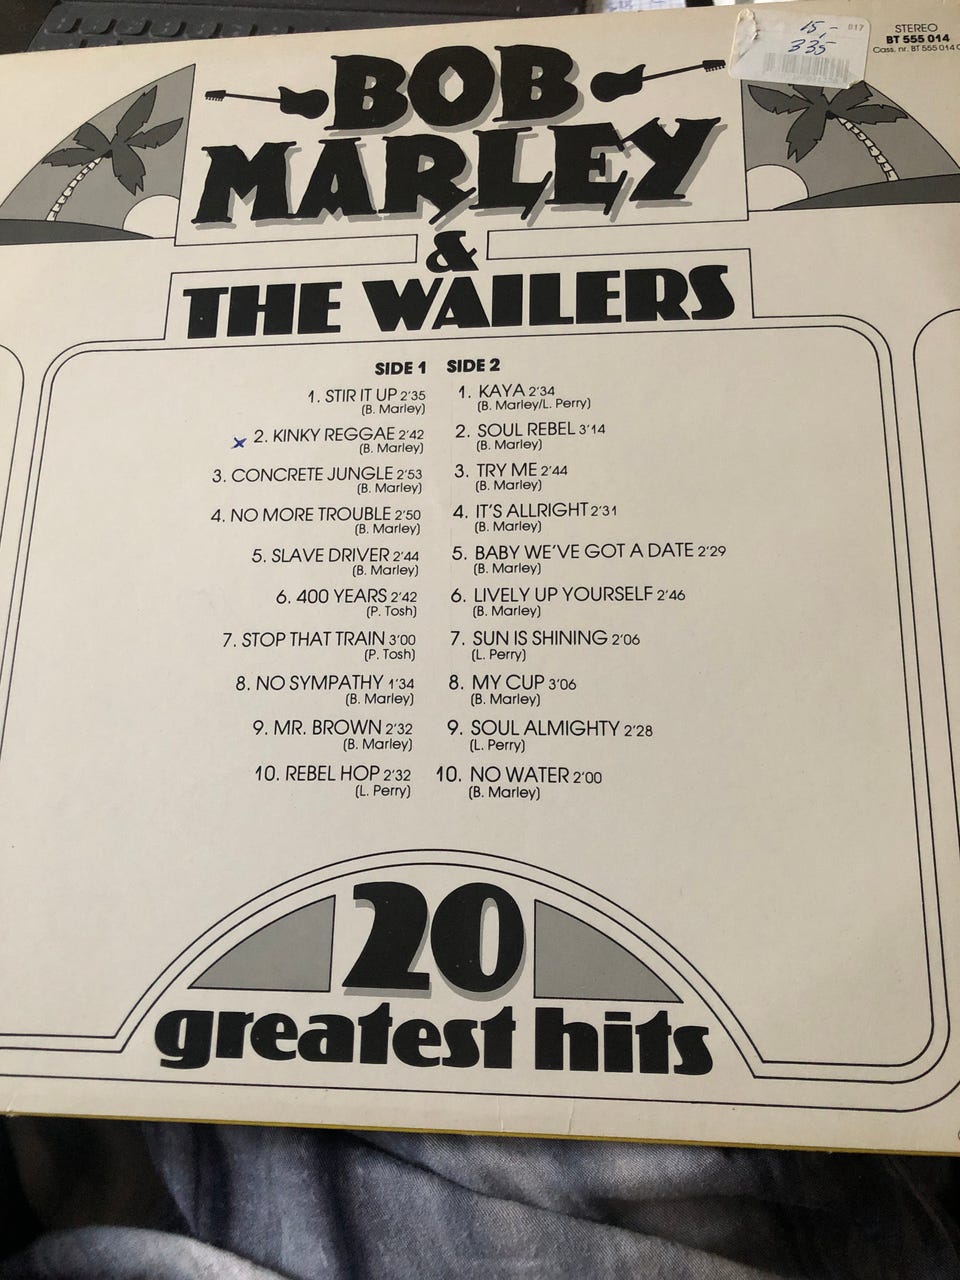 15,- 017
335
STEREO
BT 555 014
Cass. nr. BT 555 014 C
BOB
MARLEY
&
THE WAILERS
SIDE 1
1. STIR IT UP 2'35
(B. Marley)
2. KINKY REGGAE 2'42
(B. Marley)
3. CONCRETE JUNGLE 2'53
(B. Marley)
4. NO MORE TROUBLE 2'50
(B. Marley)
5. SLAVE DRIVER 2'44
(B. Marley)
6. 400 YEARS 2'42
(P. Tosh)
7. STOP THAT TRAIN 3'00
(P. Tosh)
8. NO SYMPATHY 1'34
(B. Marley)
9. MR. BROWN 2'32
(B. Marley)
10. REBEL HOP 2'32
(L. Perry)
SIDE 2
1. KAYA 2'34
(B. Marley/L. Perry)
2. SOUL REBEL 3'14
(B. Marley)
3. TRY ME 2'44
(B. Marley)
4. IT'S ALLRIGHT 2'31
(B. Marley)
5. BABY WE'VE GOT A DATE 2'29
(B. Marley)
6. LIVELY UP YOURSELF 2'46
(B. Marley)
7. SUN IS SHINING 2'06
(L. Perry)
8. MY CUP 3'06
(B. Marley)
9. SOUL ALMIGHTY 2'28
(L. Perry)
10. NO WATER 2'00
(B. Marley)
20
greatest hits